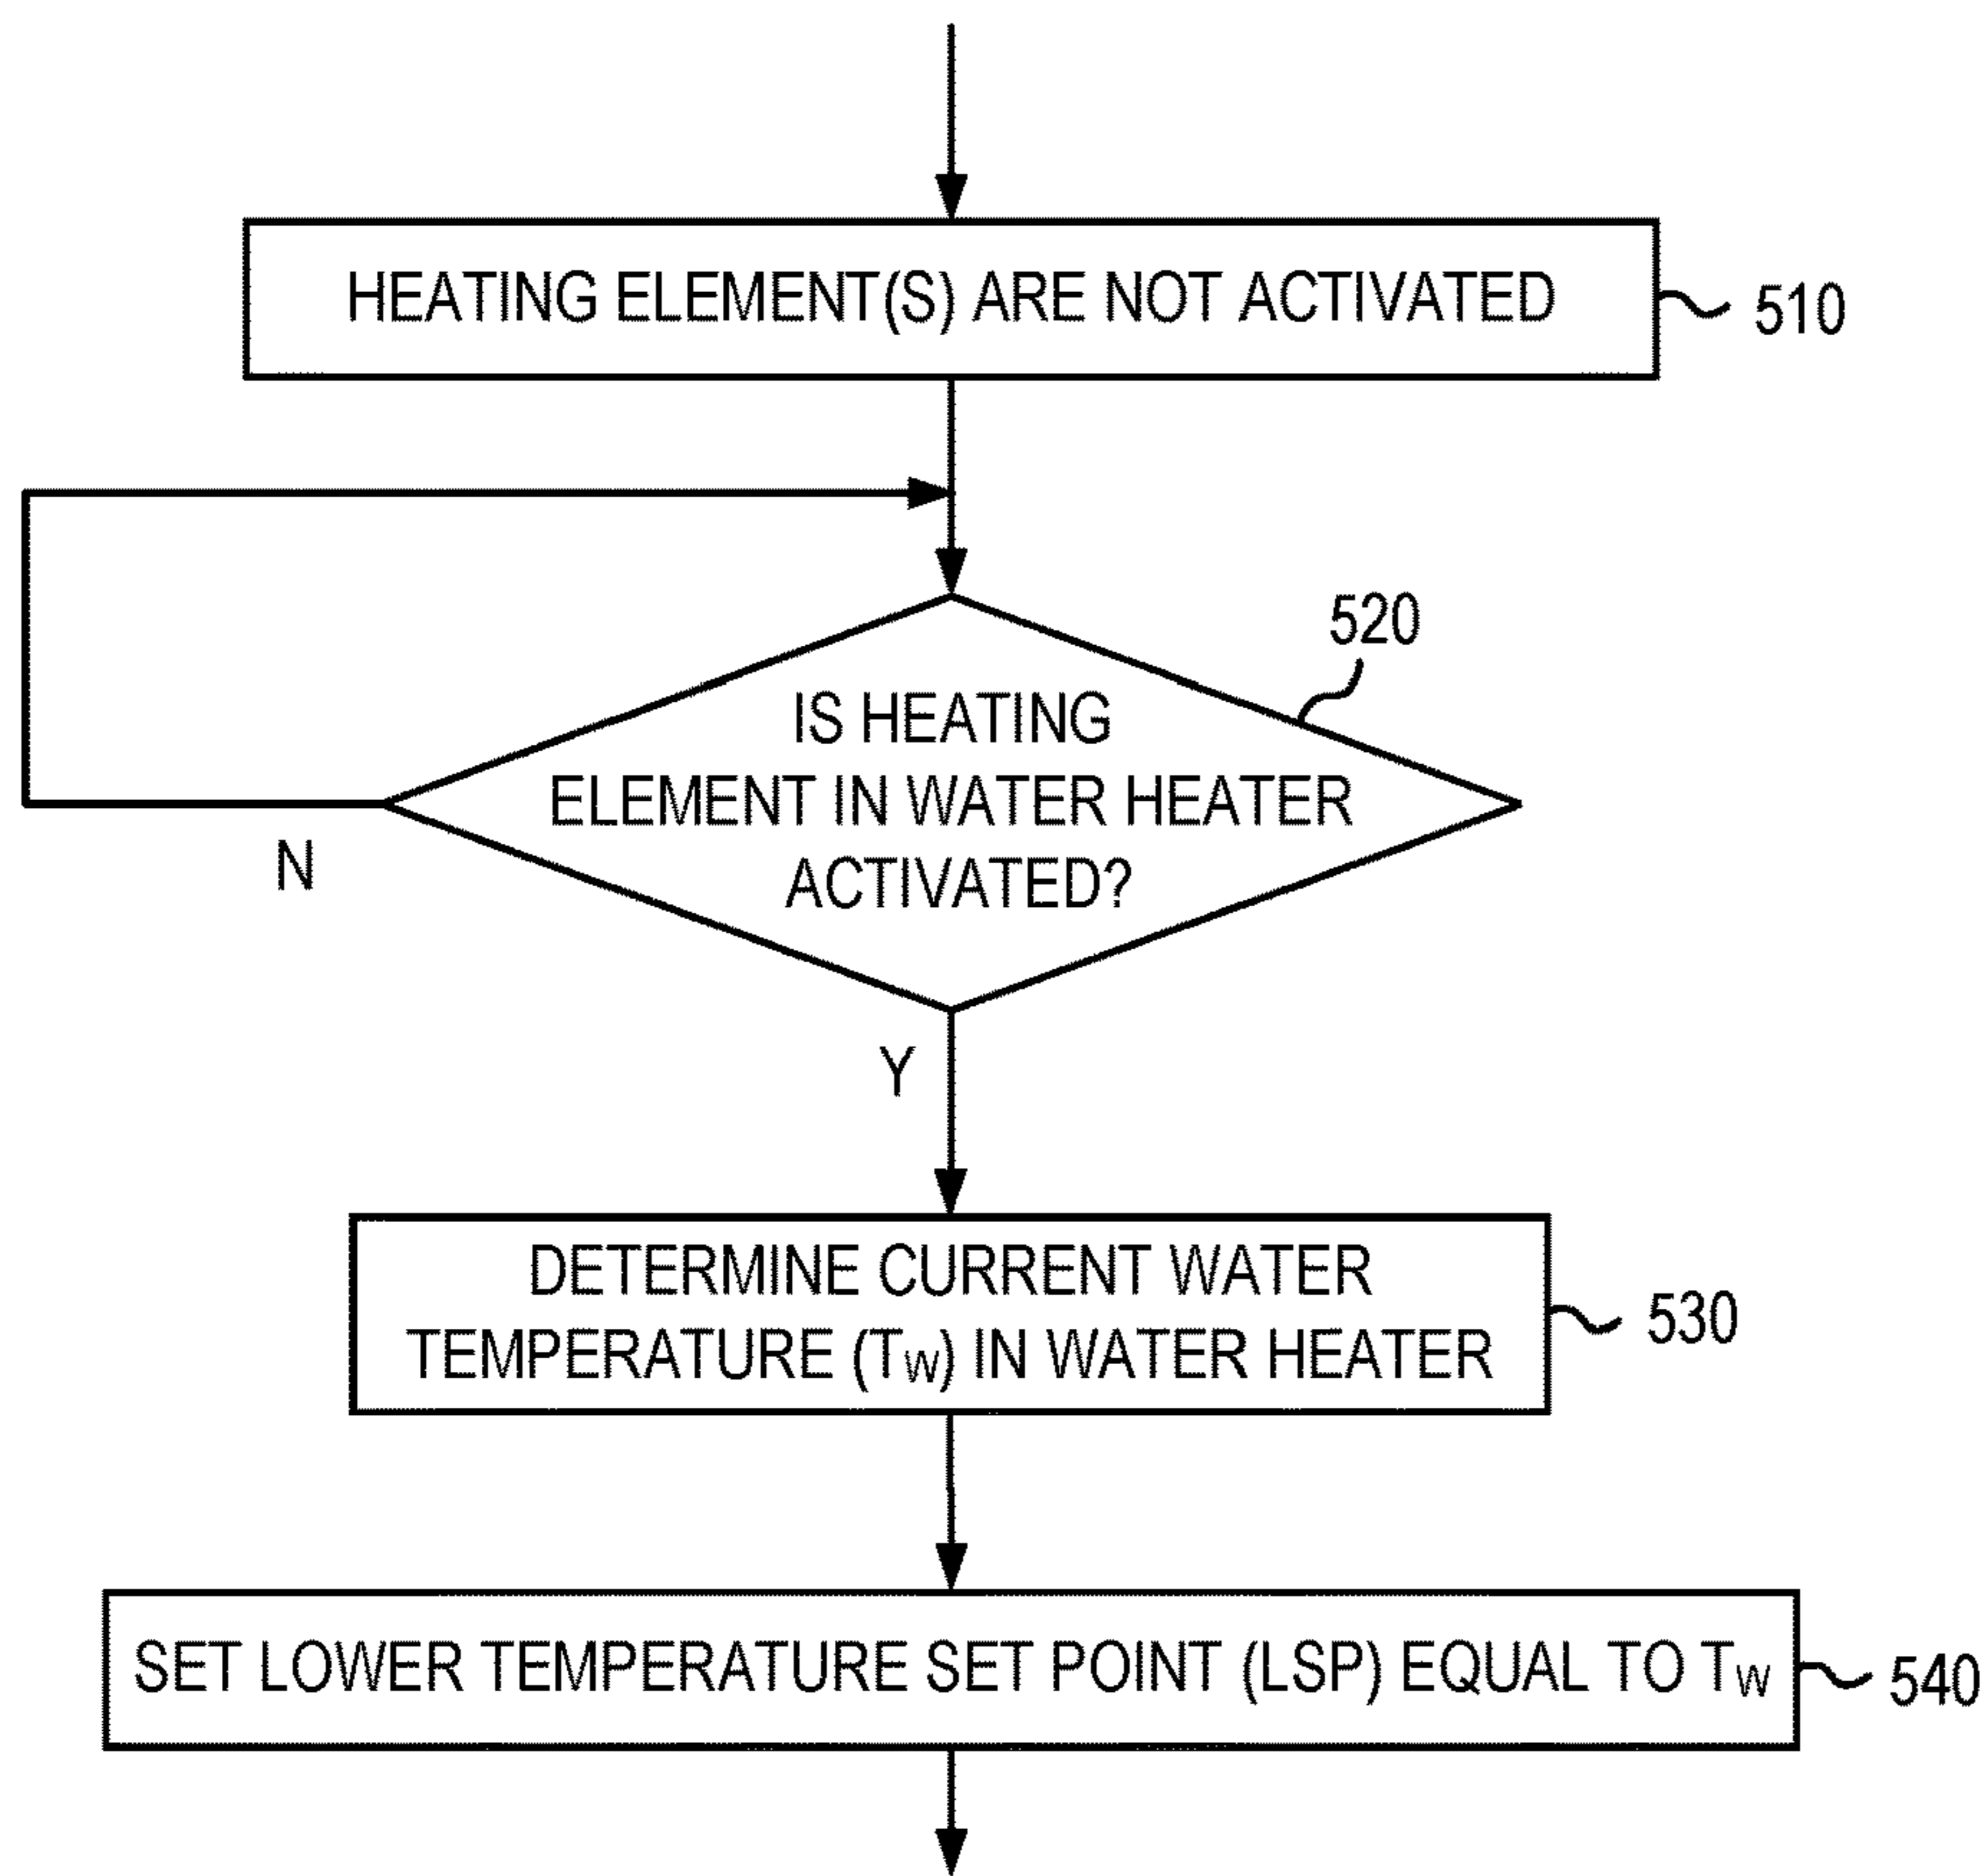 HEATING ELEMENT(S) ARE NOT ACTIVATED
510
520
IS HEATING
ELEMENT IN WATER HEATER
ACTIVATED?
N
Y
DETERMINE CURRENT WATER
TEMPERATURE (TW) IN WATER HEATER
530
SET LOWER TEMPERATURE SET POINT (LSP) EQUAL TO TW
540